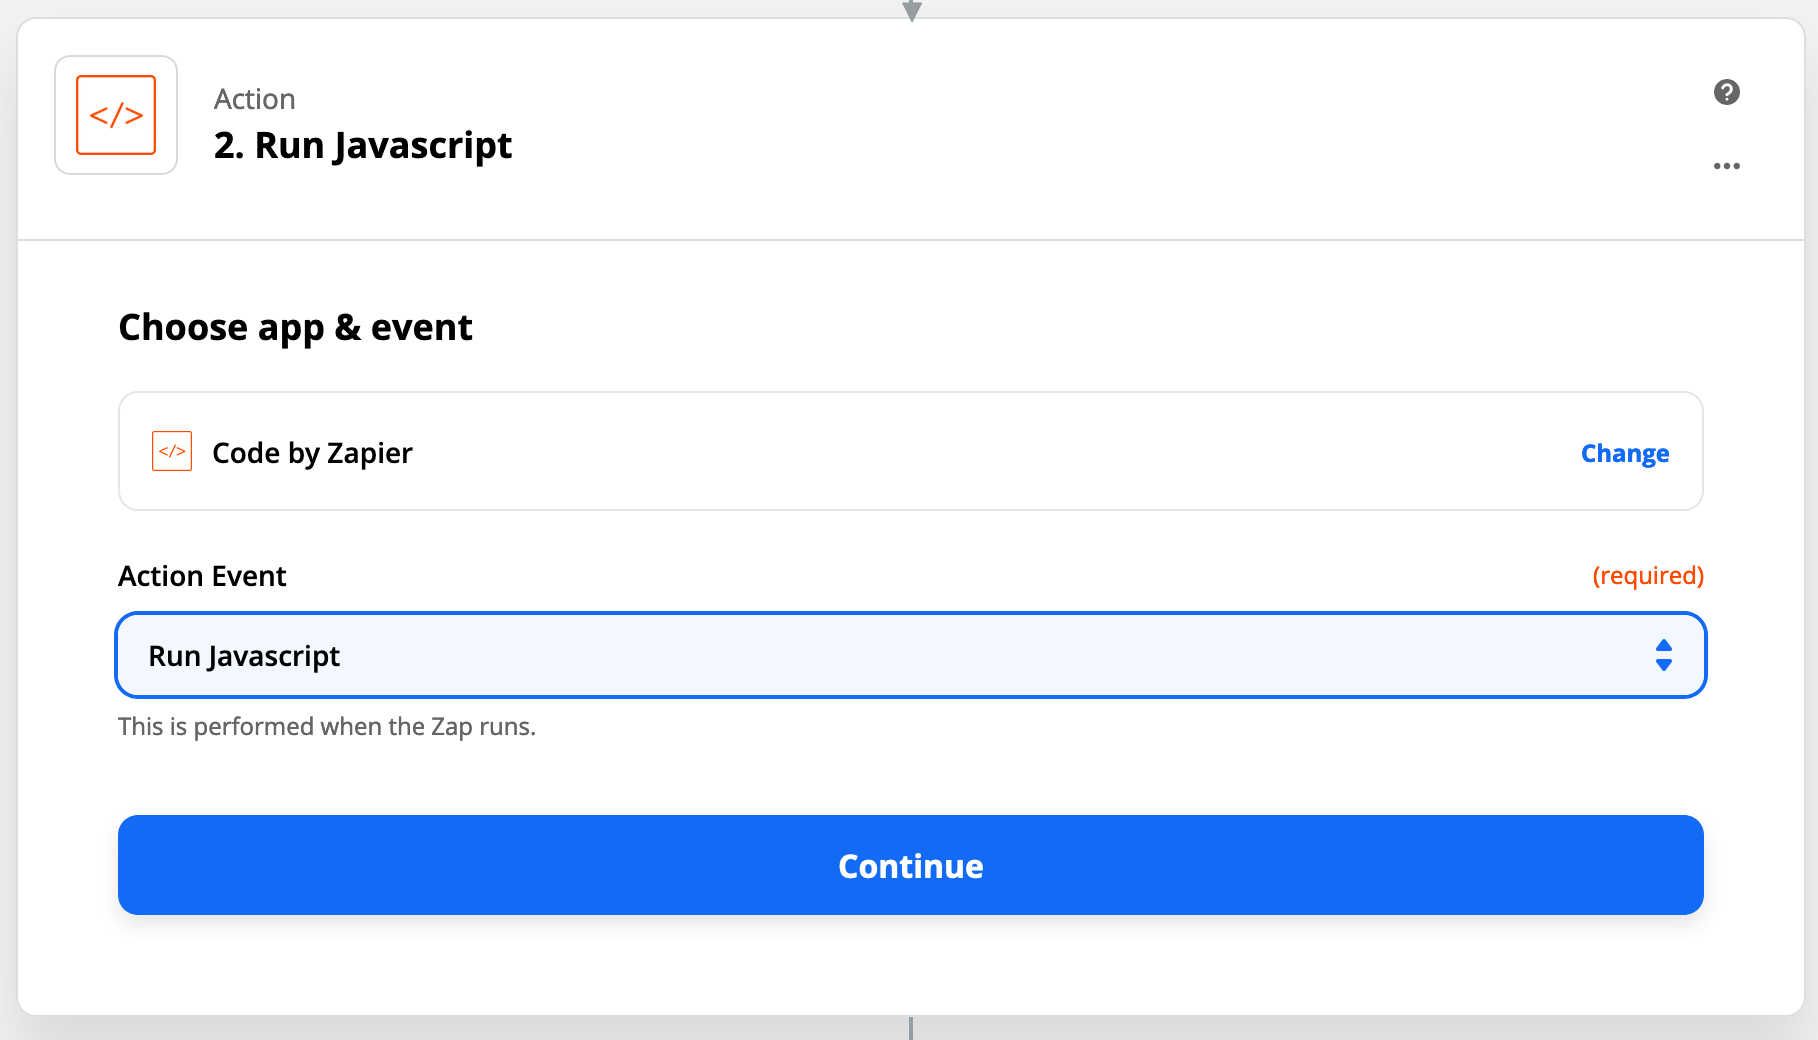 Action
2. Run Javascript
Choose app & event
</> Code by Zapier
Change
Action Event
(required)
Run Javascript
This is performed when the Zap runs.
Continue